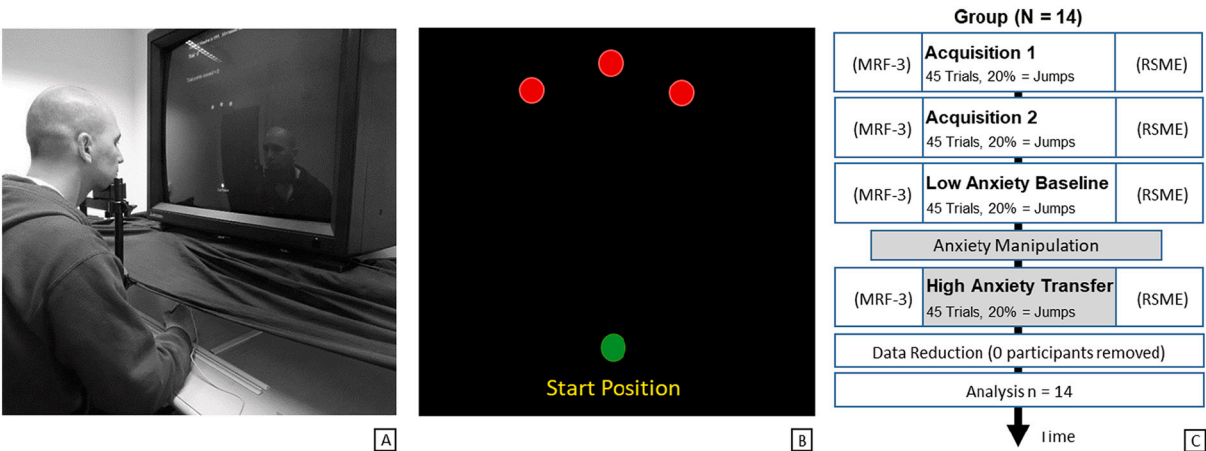 A
Start Position
B
Group (N = 14)
(MRF-3)
Acquisition 1
45 Trials, 20% = Jumps
(RSME)
(MRF-3)
Acquisition 2
45 Trials, 20% = Jumps
(RSME)
(MRF-3)
Low Anxiety Baseline
45 Trials, 20% = Jumps
(RSME)
Anxiety Manipulation
(MRF-3)
High Anxiety Transfer
45 Trials, 20% = Jumps
(RSME)
Data Reduction (0 participants removed)
Analysis n = 14
Time
C